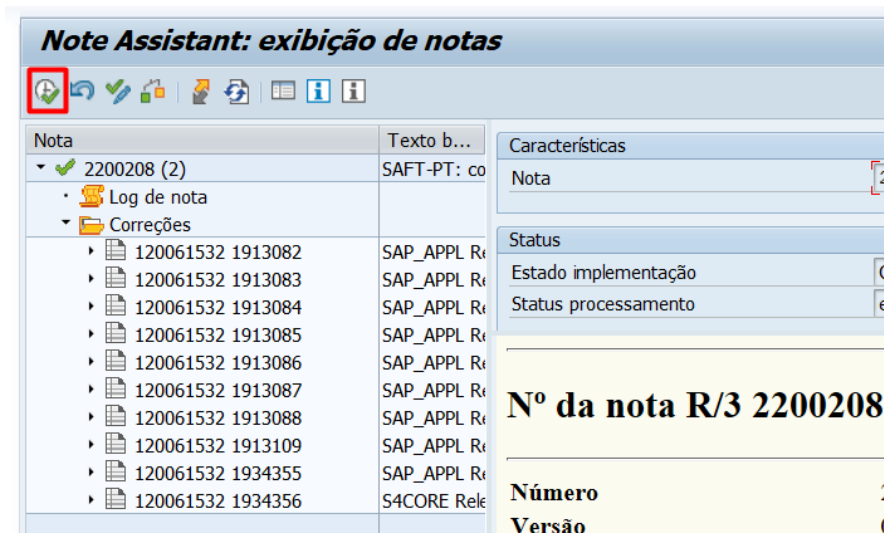 Note Assistant: exibição de notas
Nota Texto b...
2200208 (2) SAFT-PT: co
Log de nota
Correções
120061532 1913082 SAP_APPL Re
120061532 1913083 SAP_APPL Re
120061532 1913084 SAP_APPL Re
120061532 1913085 SAP_APPL Re
120061532 1913086 SAP_APPL Re
120061532 1913087 SAP_APPL Re
120061532 1913088 SAP_APPL Re
120061532 1913109 SAP_APPL Re
120061532 1934355 SAP_APPL Re
120061532 1934356 S4CORE Rele
Características
Nota
Status
Estado implementação
Status processamento
Nº da nota R/3 2200208
Número
Versão